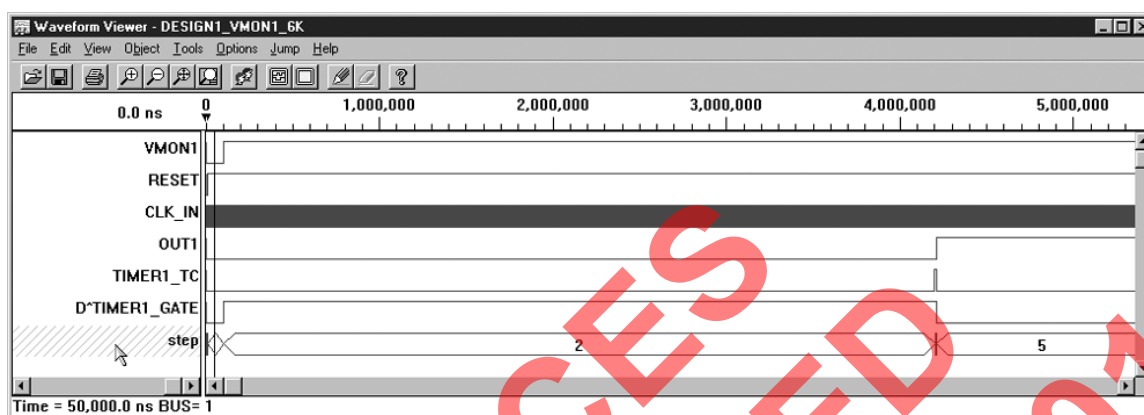 Waveform Viewer - DESIGN1_VMON1_6K
File Edit View Object Tools Options Jump Help
0.0 ns 0 1,000,000 2,000,000 3,000,000 4,000,000 5,000,000
VMON1
RESET
CLK_IN
OUT1
TIMER1_TC
D^TIMER1_GATE
step 2 5
Time = 50,000.0 ns BUS= 1